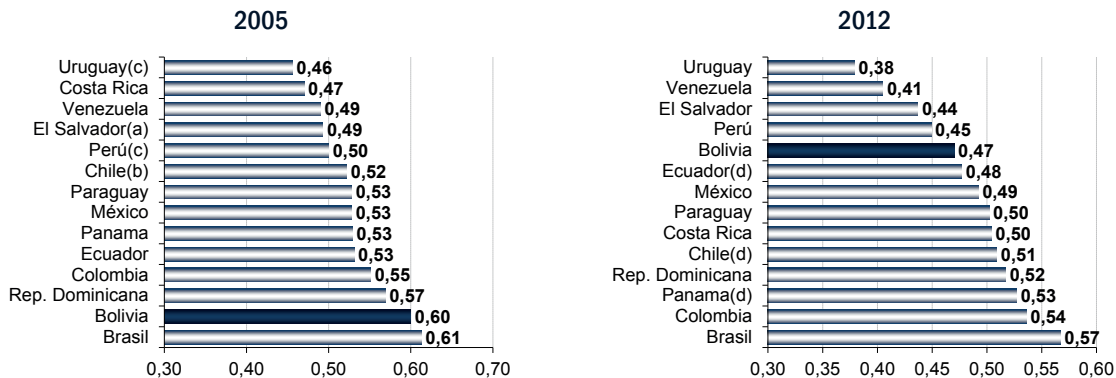 2005
Uruguay(c) 0,46
Costa Rica 0,47
Venezuela 0,49
El Salvador(a) 0,49
Perú(c) 0,50
Chile(b) 0,52
Paraguay 0,53
México 0,53
Panama 0,53
Ecuador 0,53
Colombia 0,55
Rep. Dominicana 0,57
Bolivia 0,60
Brasil 0,61
0,30 0,40 0,50 0,60 0,70
2012
Uruguay 0,38
Venezuela 0,41
El Salvador 0,44
Perú 0,45
Bolivia 0,47
Ecuador(d) 0,48
México 0,49
Paraguay 0,50
Costa Rica 0,50
Chile(d) 0,51
Rep. Dominicana 0,52
Panama(d) 0,53
Colombia 0,54
Brasil 0,57
0,30 0,35 0,40 0,45 0,50 0,55 0,60